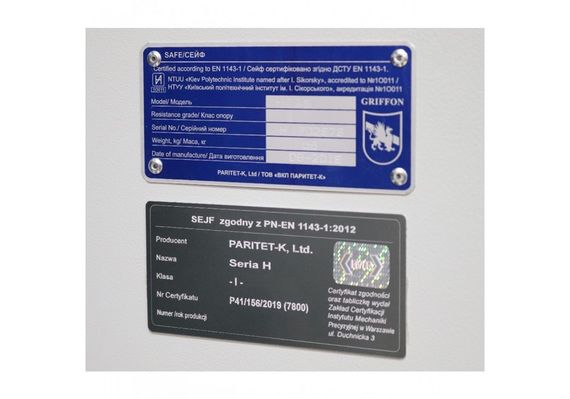 SAFE/СЕЙФ
Certified according to EN 1143-1 / Сейф сертифіковано згідно ДСТУ EN 1143-1.
NTUU «Kiev Polytechnic Institute named after I. Sikorsky», accredited to №1O011 /
НТУУ «Київський політехнічний інститут ім. І. Сікорського», акредитація №1O011
Model/ Модель
GRIFFON
Resistance grade/ Клас опору
Serial No./ Серійний номер
Weight, kg/ Маса, кг
Date of manufacture/ Дата виготовлення
PARITET-K, Ltd / ТОВ «ВКП ПАРИТЕТ-К»
SEJF zgodny z PN-EN 1143-1:2012
Producent PARITET-K, Ltd.
Nazwa Seria H
Klasa - I -
Nr Certyfikatu P41/156/2019 (7800)
Numer /rok produkcji
Certyfikat zgodności
oraz tabliczkę wydał
Zakład Certyfikacji
Instytutu Mechaniki
Precyzyjnej w Warszawie
ul. Duchnicka 3